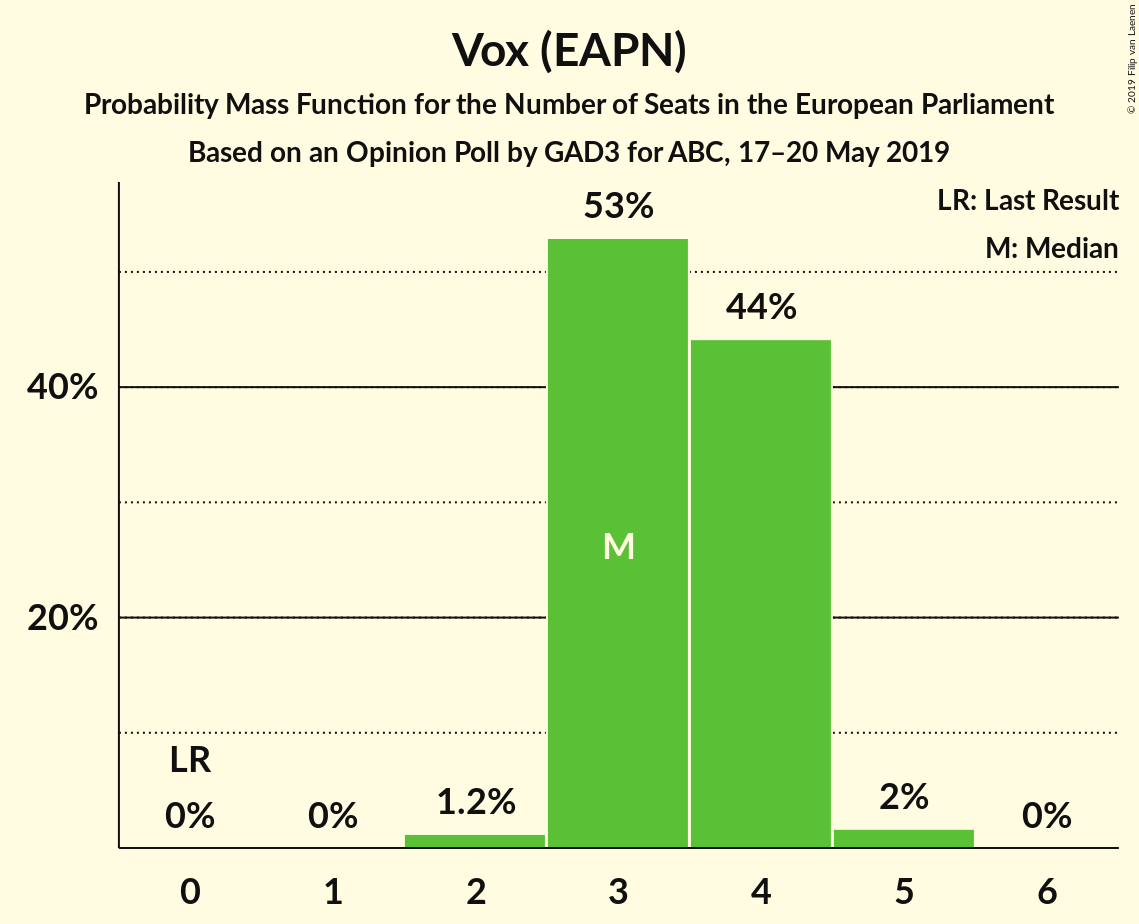 Vox (EAPN)
Probability Mass Function for the Number of Seats in the European Parliament
Based on an Opinion Poll by GAD3 for ABC, 17–20 May 2019
© 2019 Filip van Laenen
LR: Last Result
M: Median
53%
44%
40%
M
20%
LR
0%
0%
1.2%
2%
0%
0
1
2
3
4
5
6